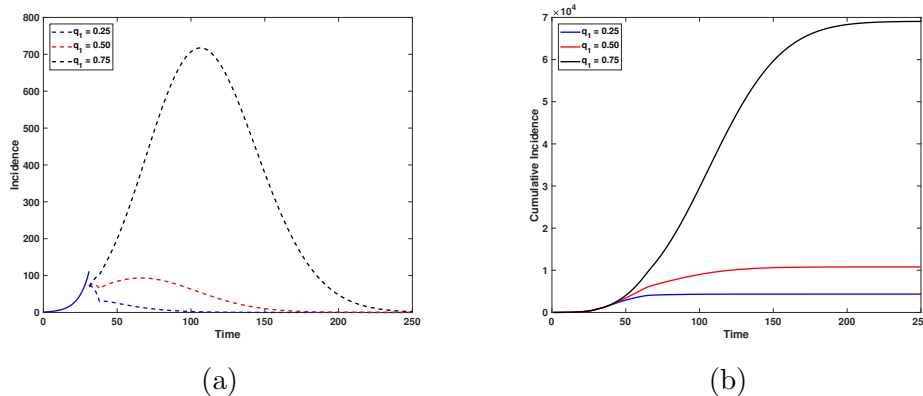 800
700
600
500
400
300
200
100
0
Incidence
0 50 100 150 200 250
Time
q1 = 0.25
q1 = 0.50
q1 = 0.75
(a)
×10^4
7
6
5
4
3
2
1
0
Cumulative Incidence
0 50 100 150 200 250
Time
q1 = 0.25
q1 = 0.50
q1 = 0.75
(b)